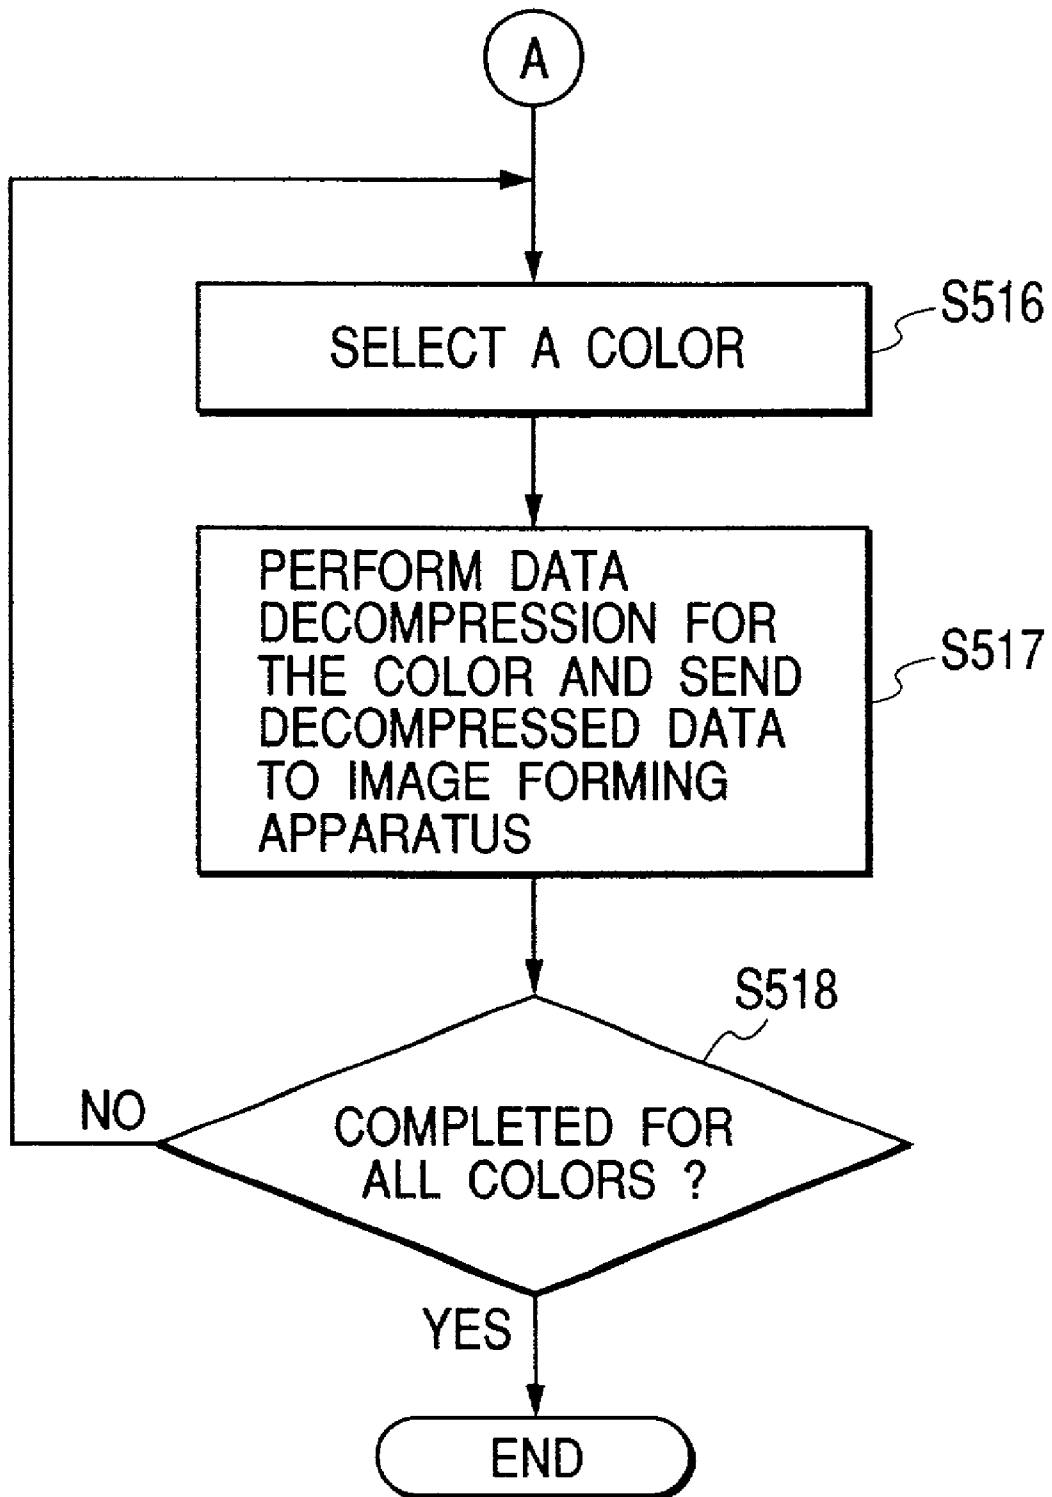 A
SELECT A COLOR
S516
PERFORM DATA
DECOMPRESSION FOR
THE COLOR AND SEND
DECOMPRESSED DATA
TO IMAGE FORMING
APPARATUS
S517
S518
NO
COMPLETED FOR
ALL COLORS ?
YES
END